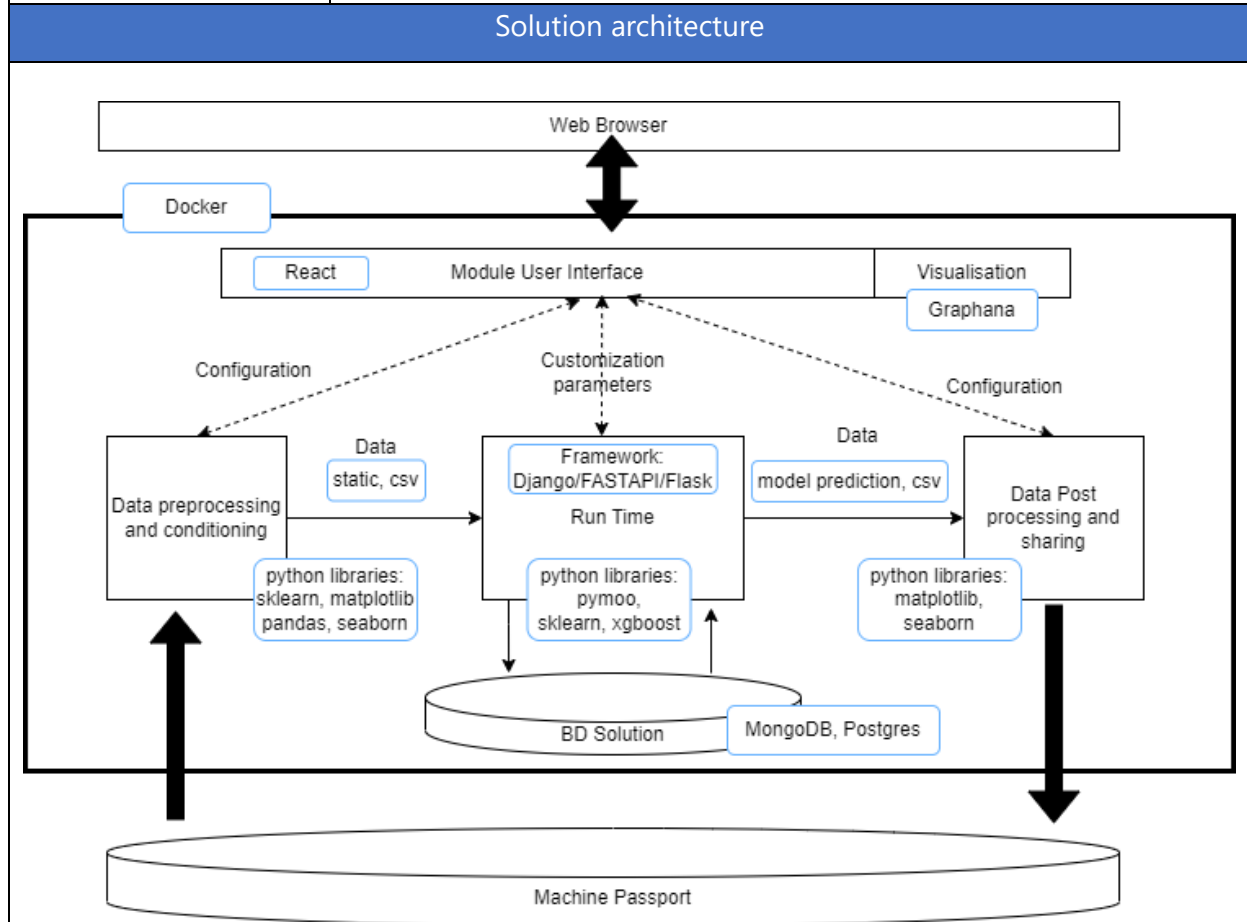 Solution architecture
Web Browser
Docker
React
Module User Interface
Visualisation
Graphana
Configuration
Customization
parameters
Configuration
Data
static, csv
Framework:
Django/FASTAPI/Flask
Run Time
Data
model prediction, csv
Data preprocessing
and conditioning
Data Post
processing and
sharing
python libraries:
sklearn, matplotlib
pandas, seaborn
python libraries:
pymoo,
sklearn, xgboost
python libraries:
matplotlib,
seaborn
BD Solution
MongoDB, Postgres
Machine Passport